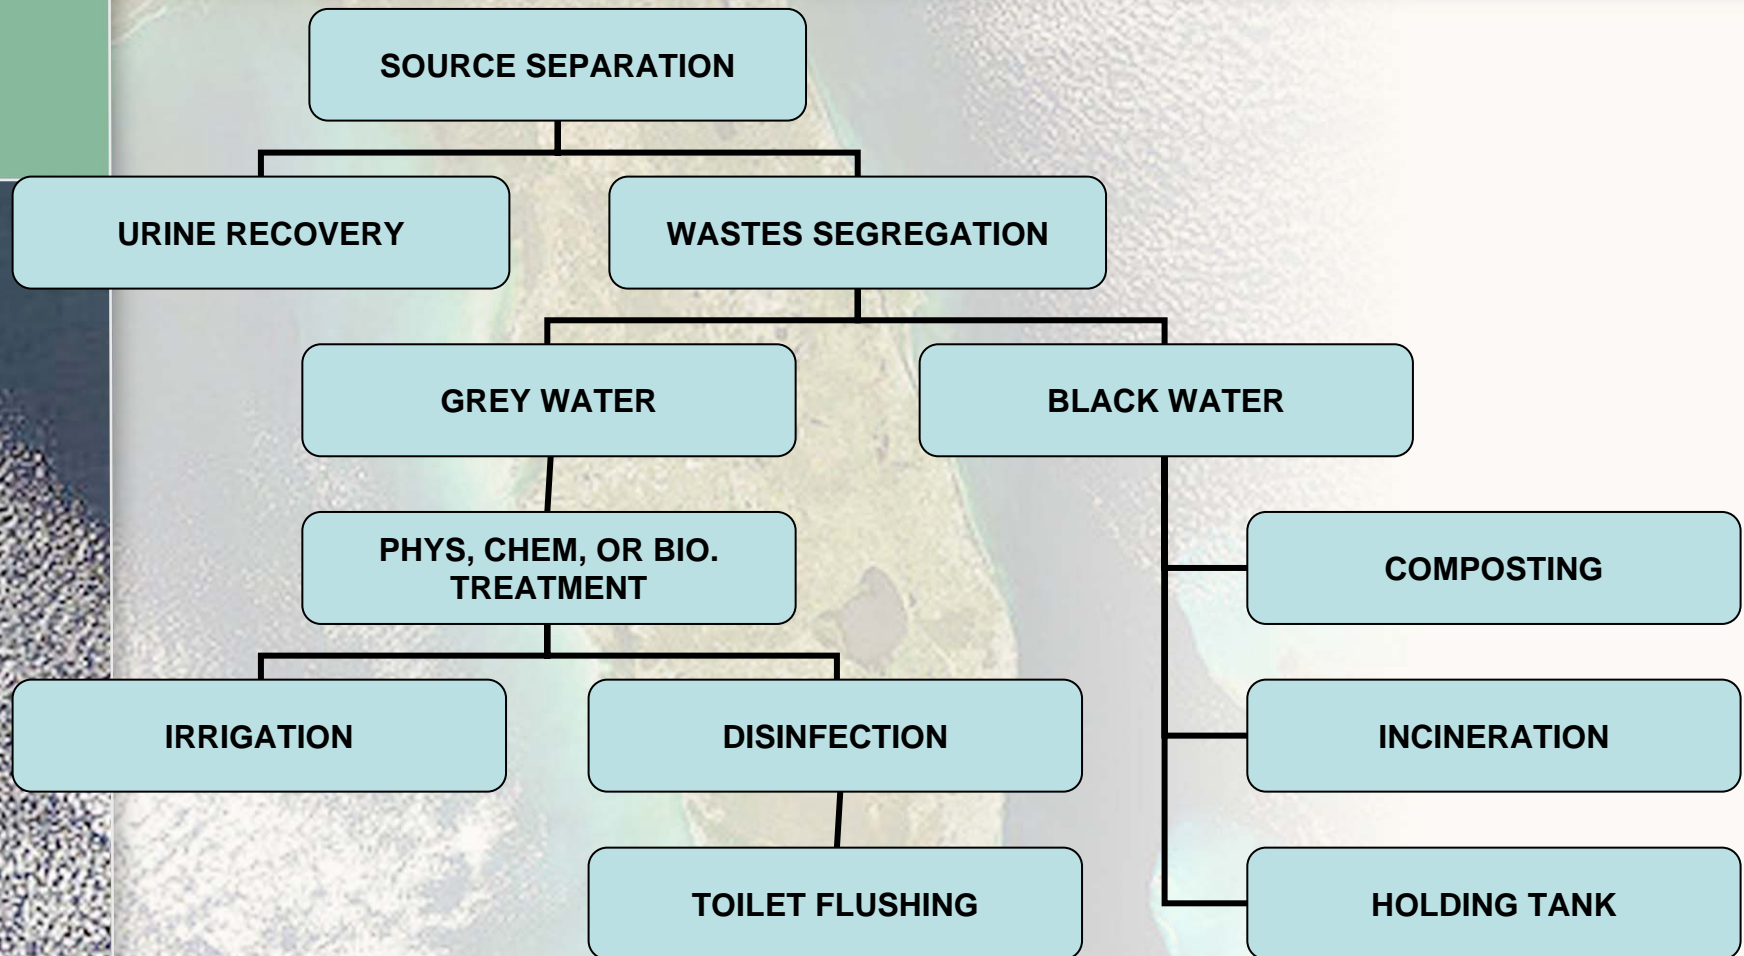 SOURCE SEPARATION
URINE RECOVERY
WASTES SEGREGATION
GREY WATER
BLACK WATER
PHYS, CHEM, OR BIO.
TREATMENT
COMPOSTING
IRRIGATION
DISINFECTION
INCINERATION
TOILET FLUSHING
HOLDING TANK